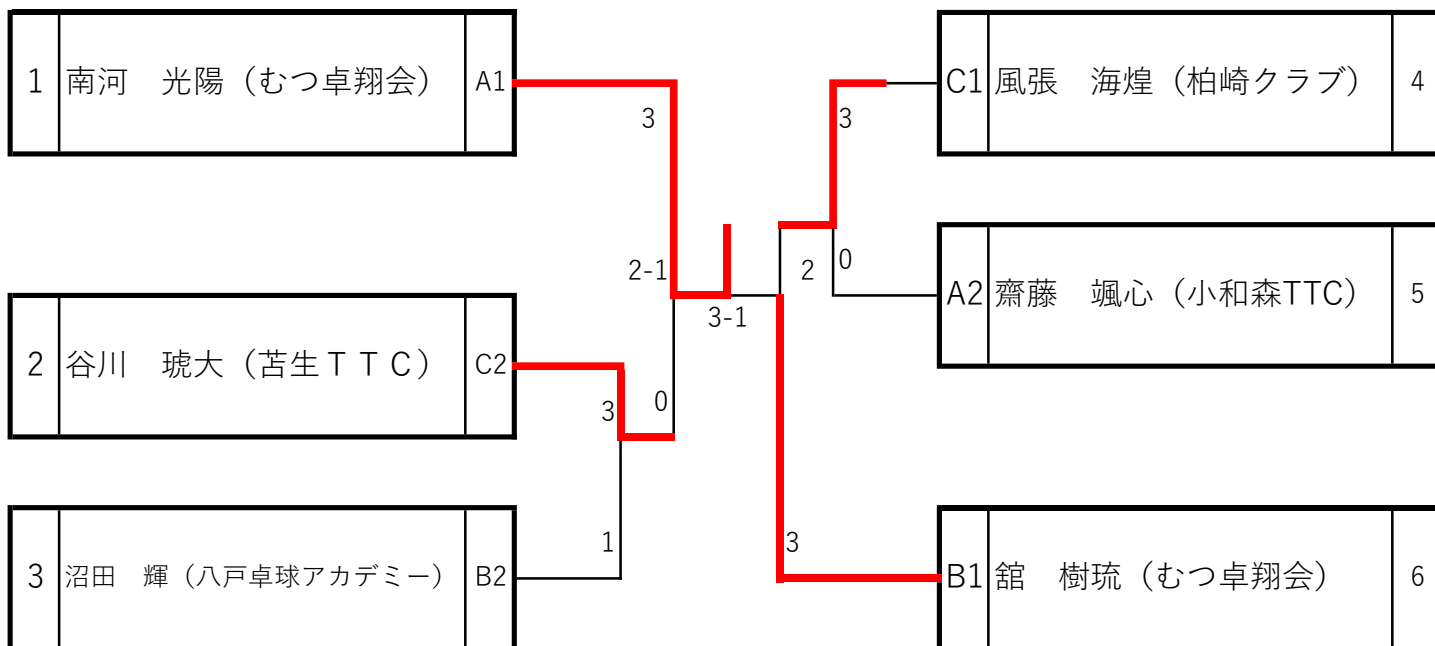 1 南河　光陽（むつ卓翔会） A1
3
2-1
2 谷川　琥大（苫生ＴＴＣ） C2
3
0
1
3 沼田　輝（八戸卓球アカデミー） B2
3-1
C1 風張　海煌（柏崎クラブ） 4
3
2
0
A2 齋藤　颯心（小和森TTC） 5
3
B1 舘　樹琉（むつ卓翔会） 6